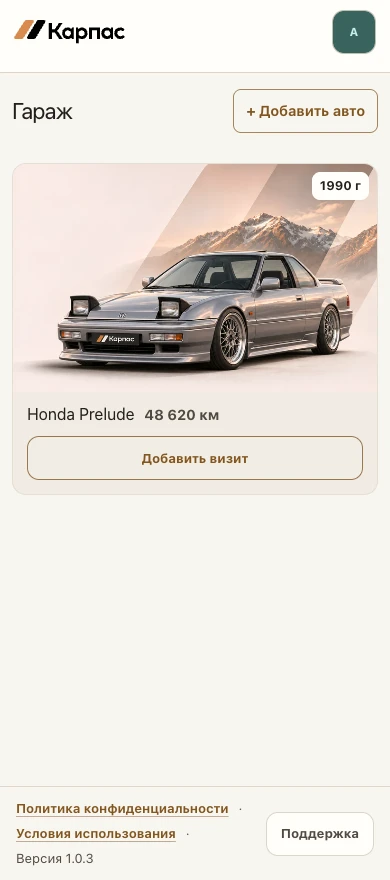 Карпас
А
Гараж
+ Добавить авто
1990 г
Карпас
Honda Prelude 48 620 км
Добавить визит
Политика конфиденциальности ·
Условия использования ·
Поддержка
Версия 1.0.3